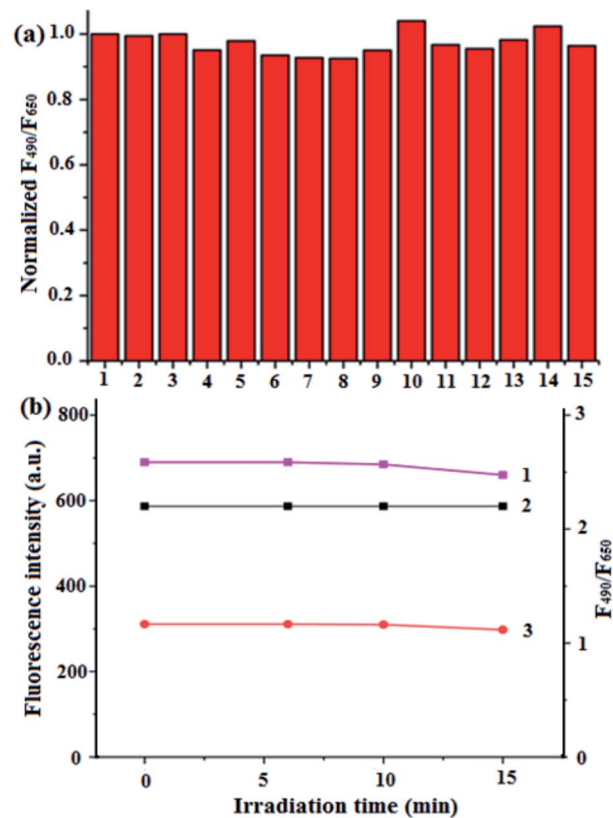 (a)
Normalized F490/F650
1.0
0.8
0.6
0.4
0.2
0.0
1 2 3 4 5 6 7 8 9 10 11 12 13 14 15
(b)
Fluorescence intensity (a.u.)
800
600
400
200
0
1
2
3
3
2
1
0
F490/F650
0 5 10 15
Irradiation time (min)